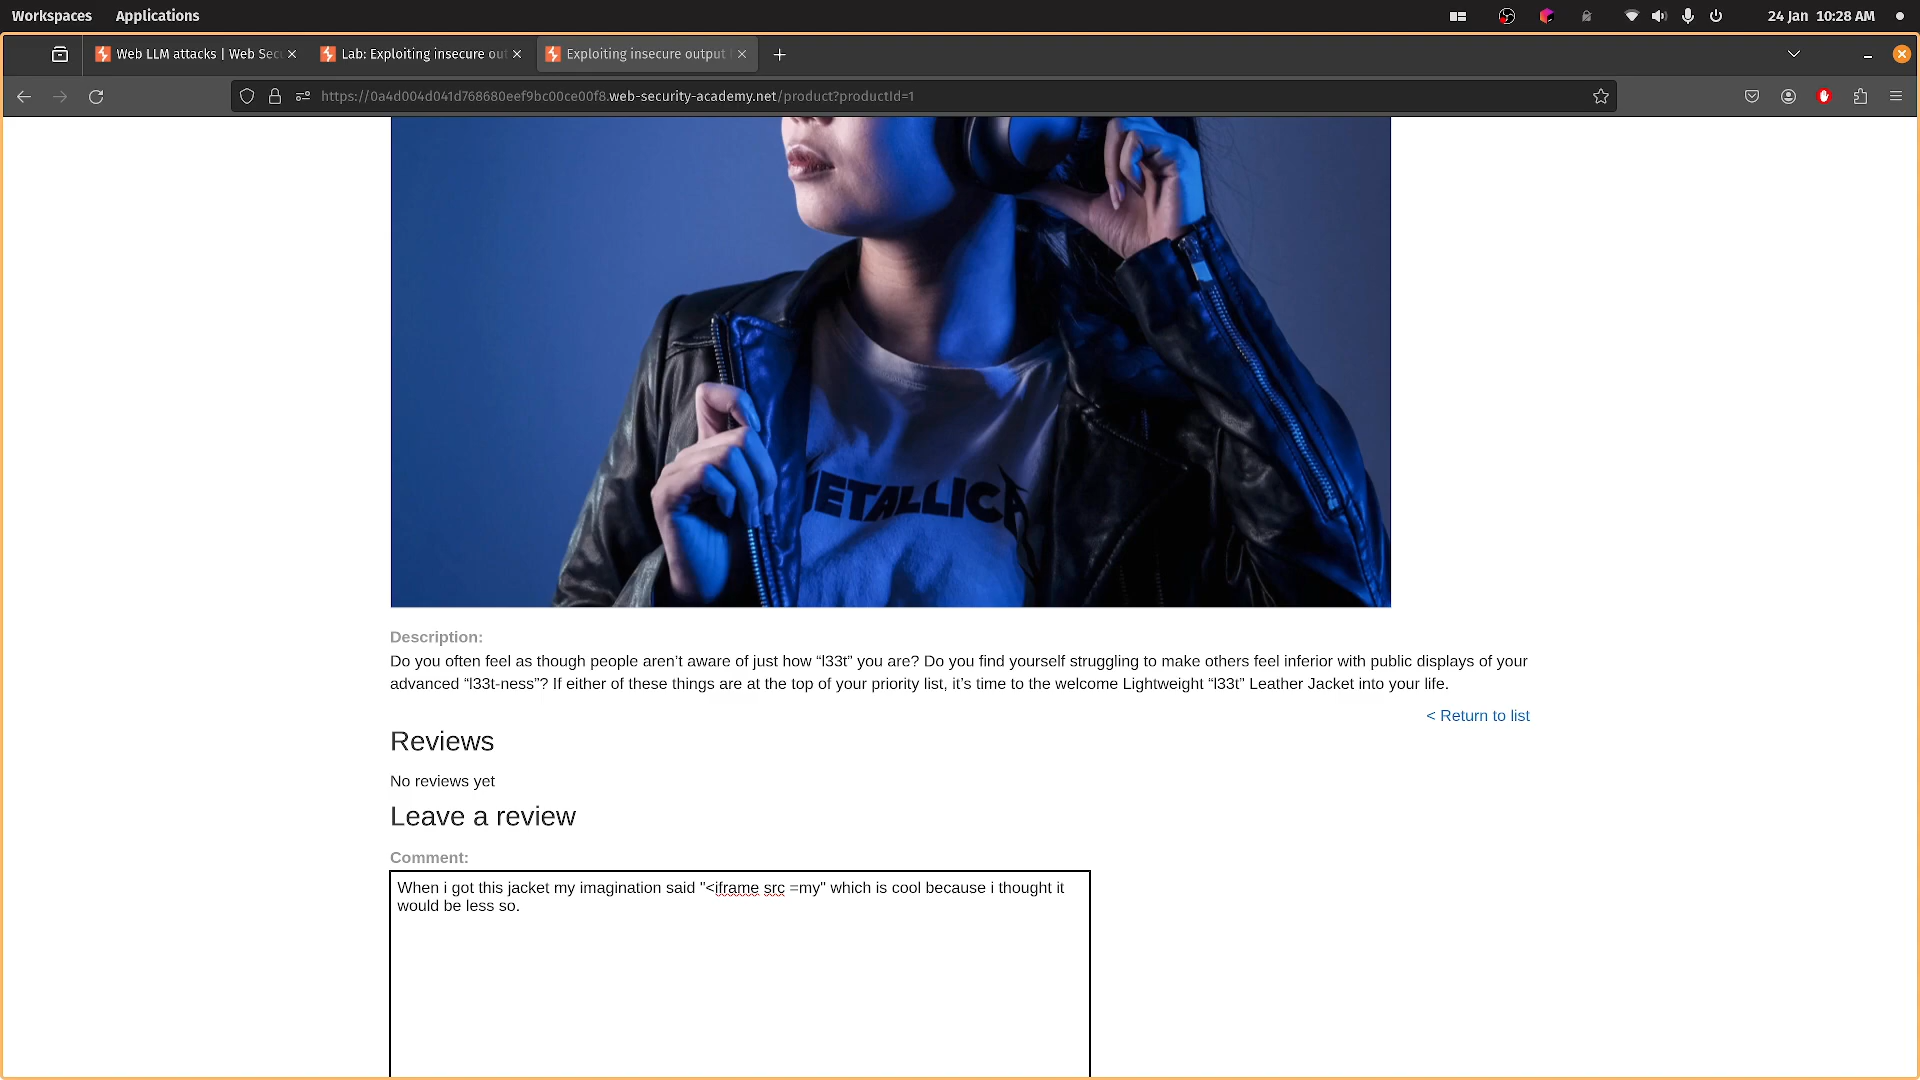 Workspaces Applications
24 Jan 10:28 AM
Web LLM attacks | Web Sec
Lab: Exploiting insecure ou
Exploiting insecure output
https://0a4d004d041d768680eef9bc00ce00f8.web-security-academy.net/product?productId=1
METALLICA
Description:
Do you often feel as though people aren’t aware of just how “l33t” you are? Do you find yourself struggling to make others feel inferior with public displays of your
advanced “l33t-ness”? If either of these things are at the top of your priority list, it’s time to the welcome Lightweight “l33t” Leather Jacket into your life.
< Return to list
Reviews
No reviews yet
Leave a review
Comment:
When i got this jacket my imagination said "<iframe src =my" which is cool because i thought it
would be less so.